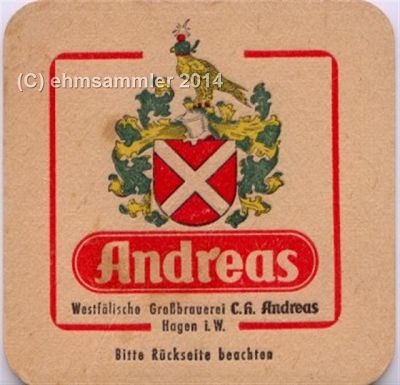 (C) ehmsammler 2014
Andreas
Westfälische Großbrauerei C. H. Andreas
Hagen i. W.
Bitte Rückseite beachten